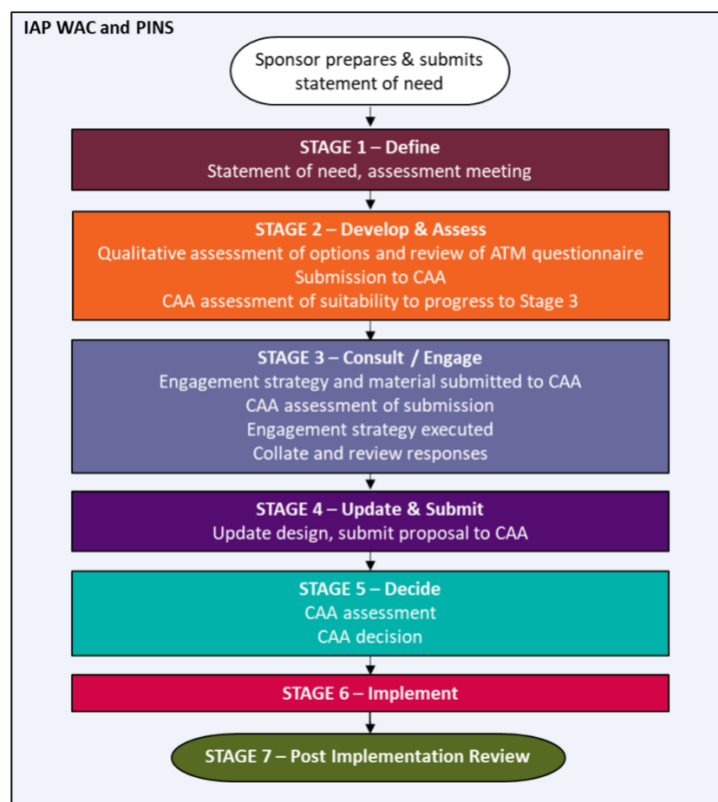 IAP WAC and PINS
Sponsor prepares & submits
statement of need
STAGE 1 – Define
Statement of need, assessment meeting
STAGE 2 – Develop & Assess
Qualitative assessment of options and review of ATM questionnaire
Submission to CAA
CAA assessment of suitability to progress to Stage 3
STAGE 3 – Consult / Engage
Engagement strategy and material submitted to CAA
CAA assessment of submission
Engagement strategy executed
Collate and review responses
STAGE 4 – Update & Submit
Update design, submit proposal to CAA
STAGE 5 – Decide
CAA assessment
CAA decision
STAGE 6 – Implement
STAGE 7 – Post Implementation Review